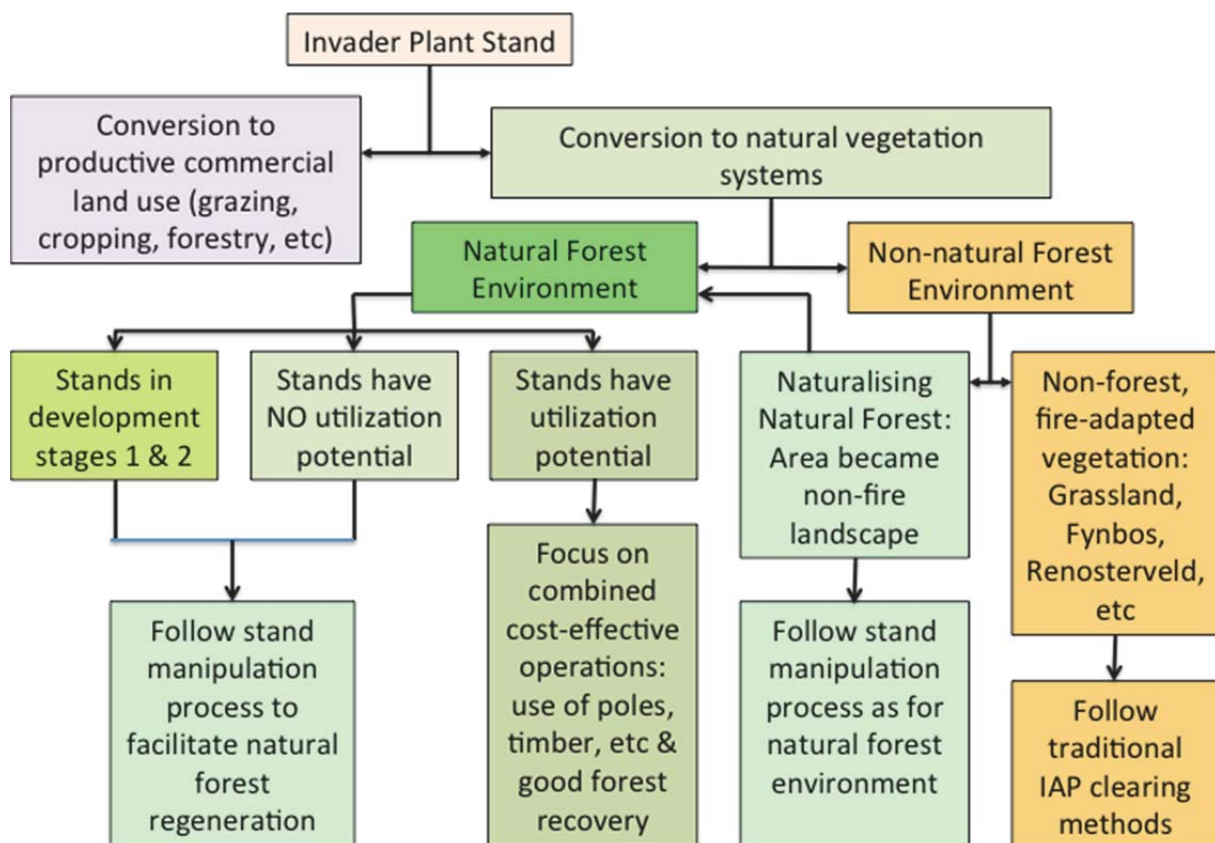 Invader Plant Stand
Conversion to
productive commercial
land use (grazing,
cropping, forestry, etc)
Conversion to natural vegetation
systems
Natural Forest
Environment
Non-natural Forest
Environment
Stands in
development
stages 1 & 2
Stands have
NO utilization
potential
Stands have
utilization
potential
Naturalising
Natural Forest:
Area became
non-fire
landscape
Non-forest,
fire-adapted
vegetation:
Grassland,
Fynbos,
Renosterveld,
etc
Follow stand
manipulation
process to
facilitate natural
forest
regeneration
Focus on
combined
cost-effective
operations:
use of poles,
timber, etc &
good forest
recovery
Follow stand
manipulation
process as for
natural forest
environment
Follow
traditional
IAP clearing
methods